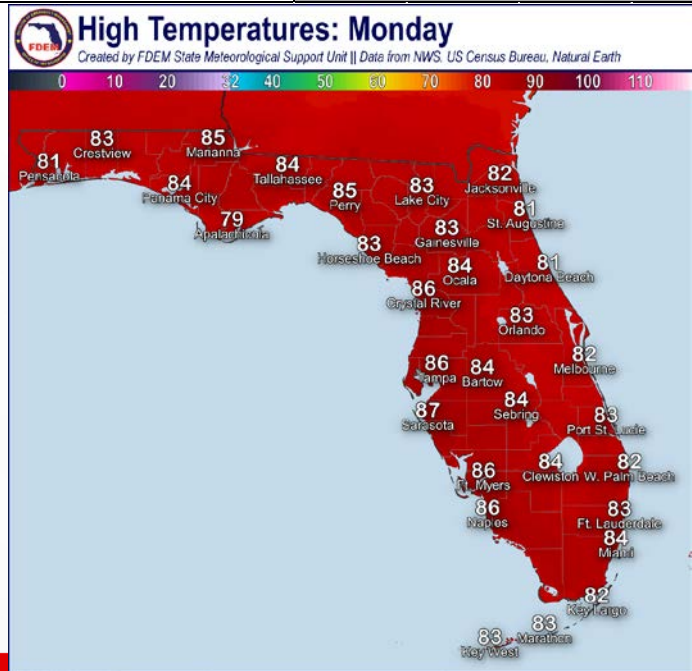 High Temperatures: Monday
Created by FDEM State Meteorological Support Unit || Data from NWS, US Census Bureau, Natural Earth
FDEM
0 10 20 32 40 50 60 70 80 90 100 110
83
Crestview
85
Marianna
81
Pensacola
84
Panama City
79
Apalachicola
84
Tallahassee
85
Perry
83
Lake City
82
Jacksonville
81
St. Augustine
83
Gainesville
83
Horseshoe Beach
84
Ocala
81
Daytona Beach
86
Crystal River
83
Orlando
86
Tampa
84
Bartow
82
Melbourne
87
Sarasota
84
Sebring
83
Port St. Lucie
86
Ft. Myers
84
Clewiston
82
W. Palm Beach
86
Naples
83
Ft. Lauderdale
84
Miami
82
Key Largo
83
Marathon
83
Key West